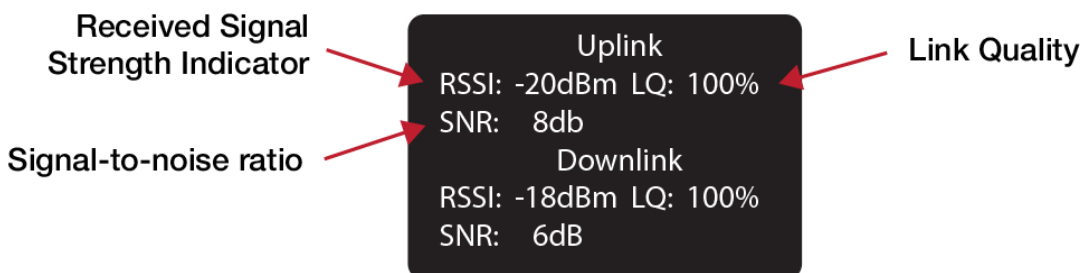 Received Signal
Strength Indicator
Signal-to-noise ratio
Uplink
RSSI: -20dBm LQ: 100%
SNR: 8db
Downlink
RSSI: -18dBm LQ: 100%
SNR: 6dB
Link Quality